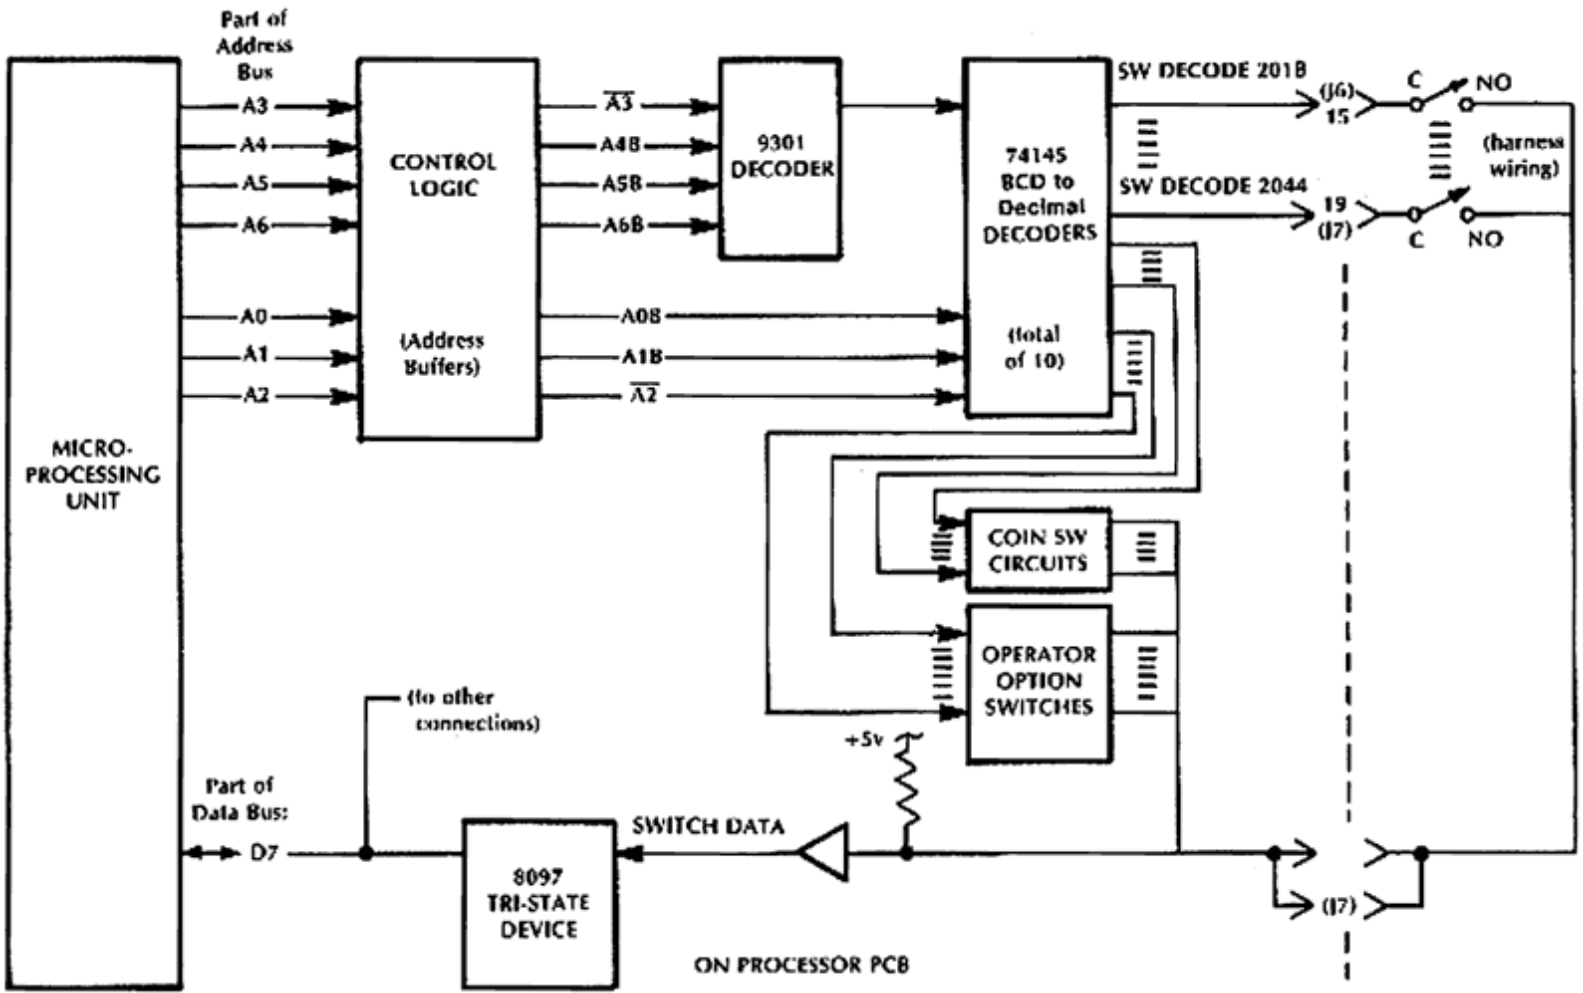 Part of
Address
Bus
A3
A4
A5
A6
A0
A1
A2
MICRO-
PROCESSING
UNIT
CONTROL
LOGIC
(Address
Buffers)
A3
A4B
A5B
A6B
A0B
A1B
A2
9301
DECODER
74145
BCD to
Decimal
DECODERS
(total
of 10)
SW DECODE 201B
SW DECODE 2044
(J6)
15
19
(J7)
C
NO
(harness
wiring)
C
NO
COIN SW
CIRCUITS
OPERATOR
OPTION
SWITCHES
(to other
connections)
+5v
Part of
Data Bus:
D7
8097
TRI-STATE
DEVICE
SWITCH DATA
(J7)
ON PROCESSOR PCB